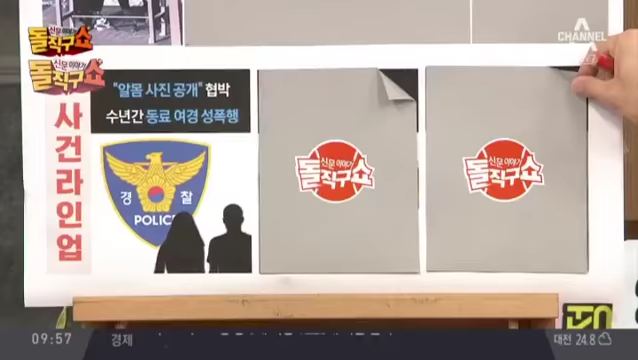 신문이야기
돌직구쇼
신문이야기
돌직구쇼
CHANNEL A
사건라인업
"알몸 사진 공개" 협박
수년간 동료 여경 성폭행
경 찰
POLICE
신문이야기
돌직구쇼
신문이야기
돌직구쇼
09:57
경제
대전 24.8